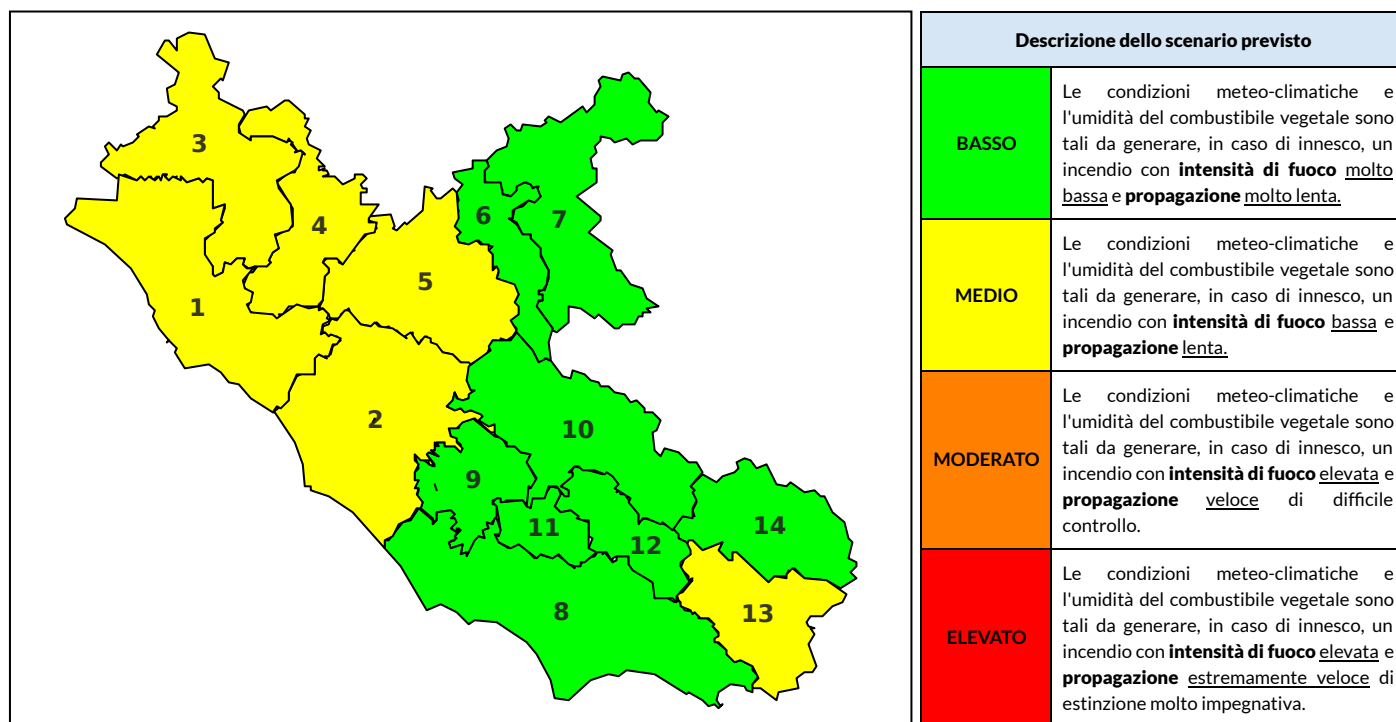 3
4
6
7
5
1
2
10
9
11
12
14
8
13
Descrizione dello scenario previsto
BASSO
Le condizioni meteo-climatiche e
l'umidità del combustibile vegetale sono
tali da generare, in caso di innesco, un
incendio con intensità di fuoco molto
bassa e propagazione molto lenta.
MEDIO
Le condizioni meteo-climatiche e
l'umidità del combustibile vegetale sono
tali da generare, in caso di innesco, un
incendio con intensità di fuoco bassa e
propagazione lenta.
MODERATO
Le condizioni meteo-climatiche e
l'umidità del combustibile vegetale sono
tali da generare, in caso di innesco, un
incendio con intensità di fuoco elevata e
propagazione veloce di difficile
controllo.
ELEVATO
Le condizioni meteo-climatiche e
l'umidità del combustibile vegetale sono
tali da generare, in caso di innesco, un
incendio con intensità di fuoco elevata e
propagazione estremamente veloce di
estinzione molto impegnativa.